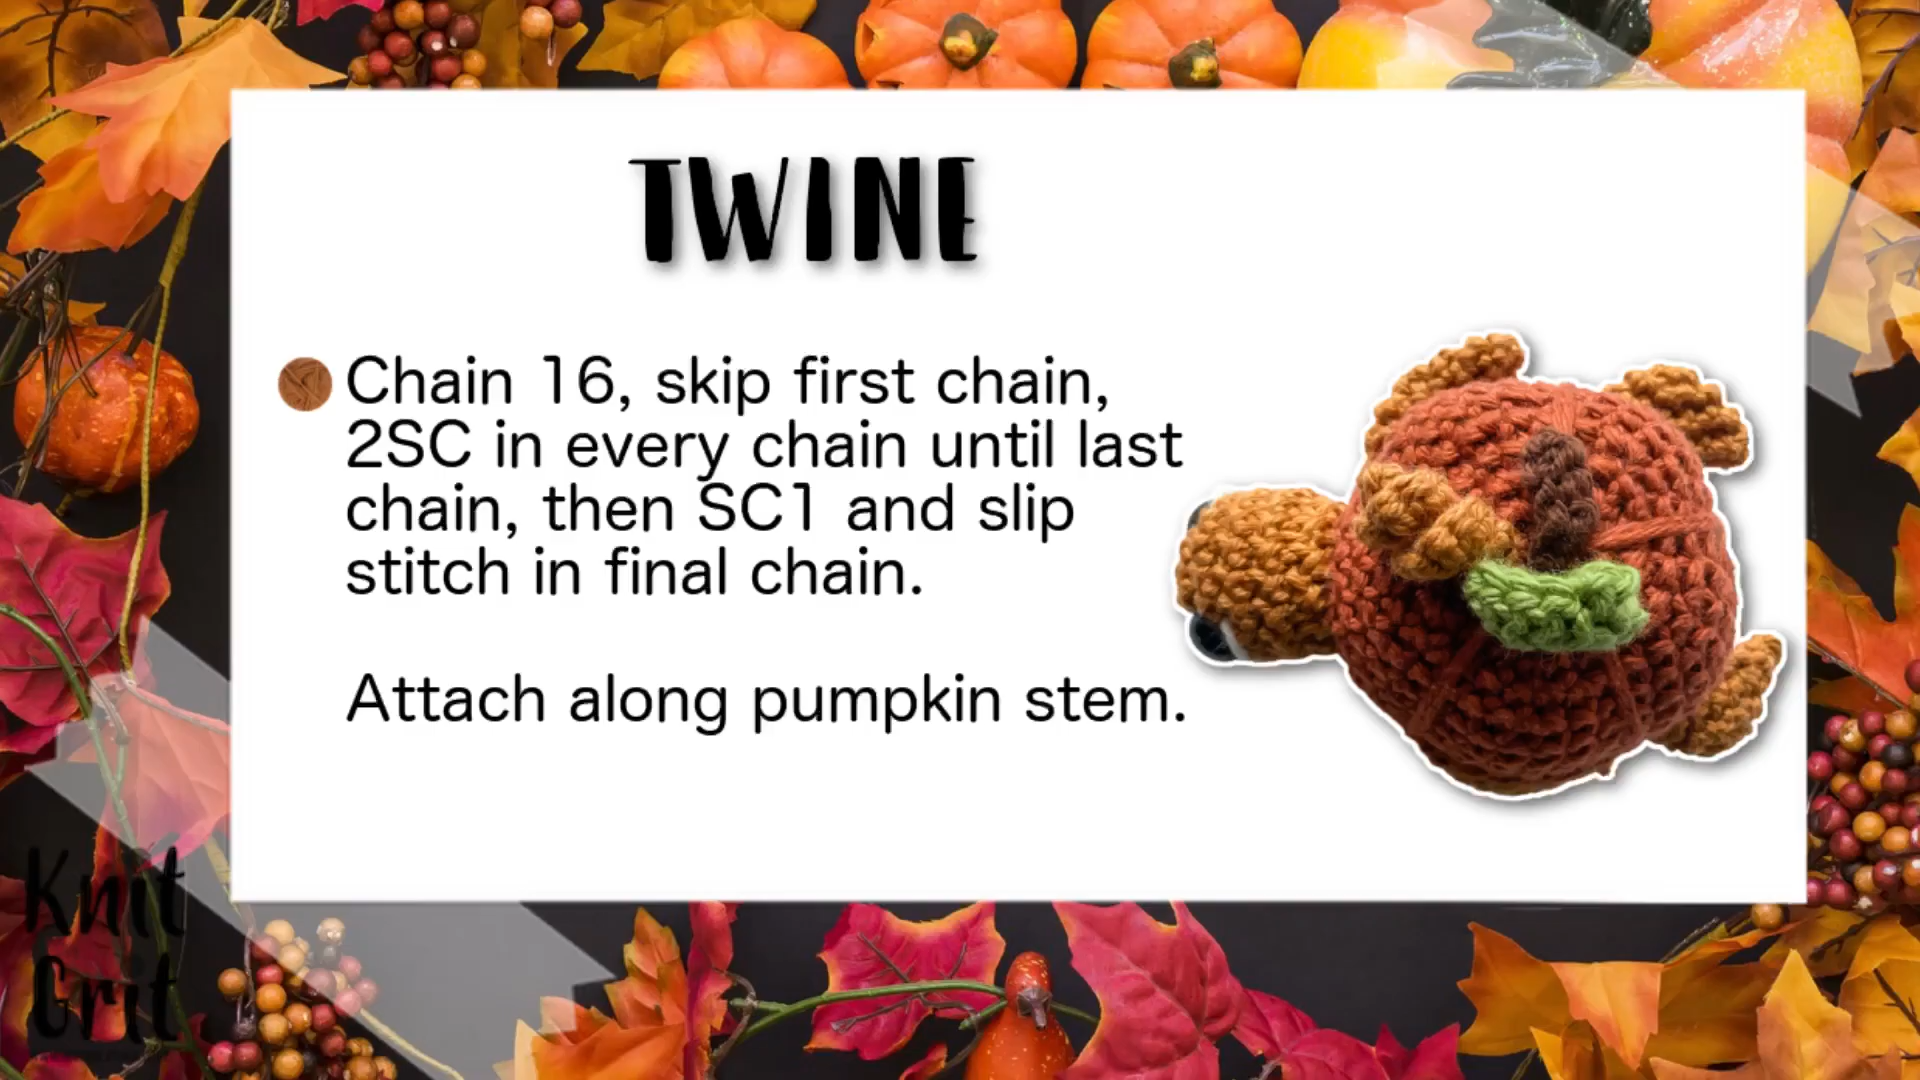 TWINE
Chain 16, skip first chain,
2SC in every chain until last
chain, then SC1 and slip
stitch in final chain.
Attach along pumpkin stem.
Knit
Grit